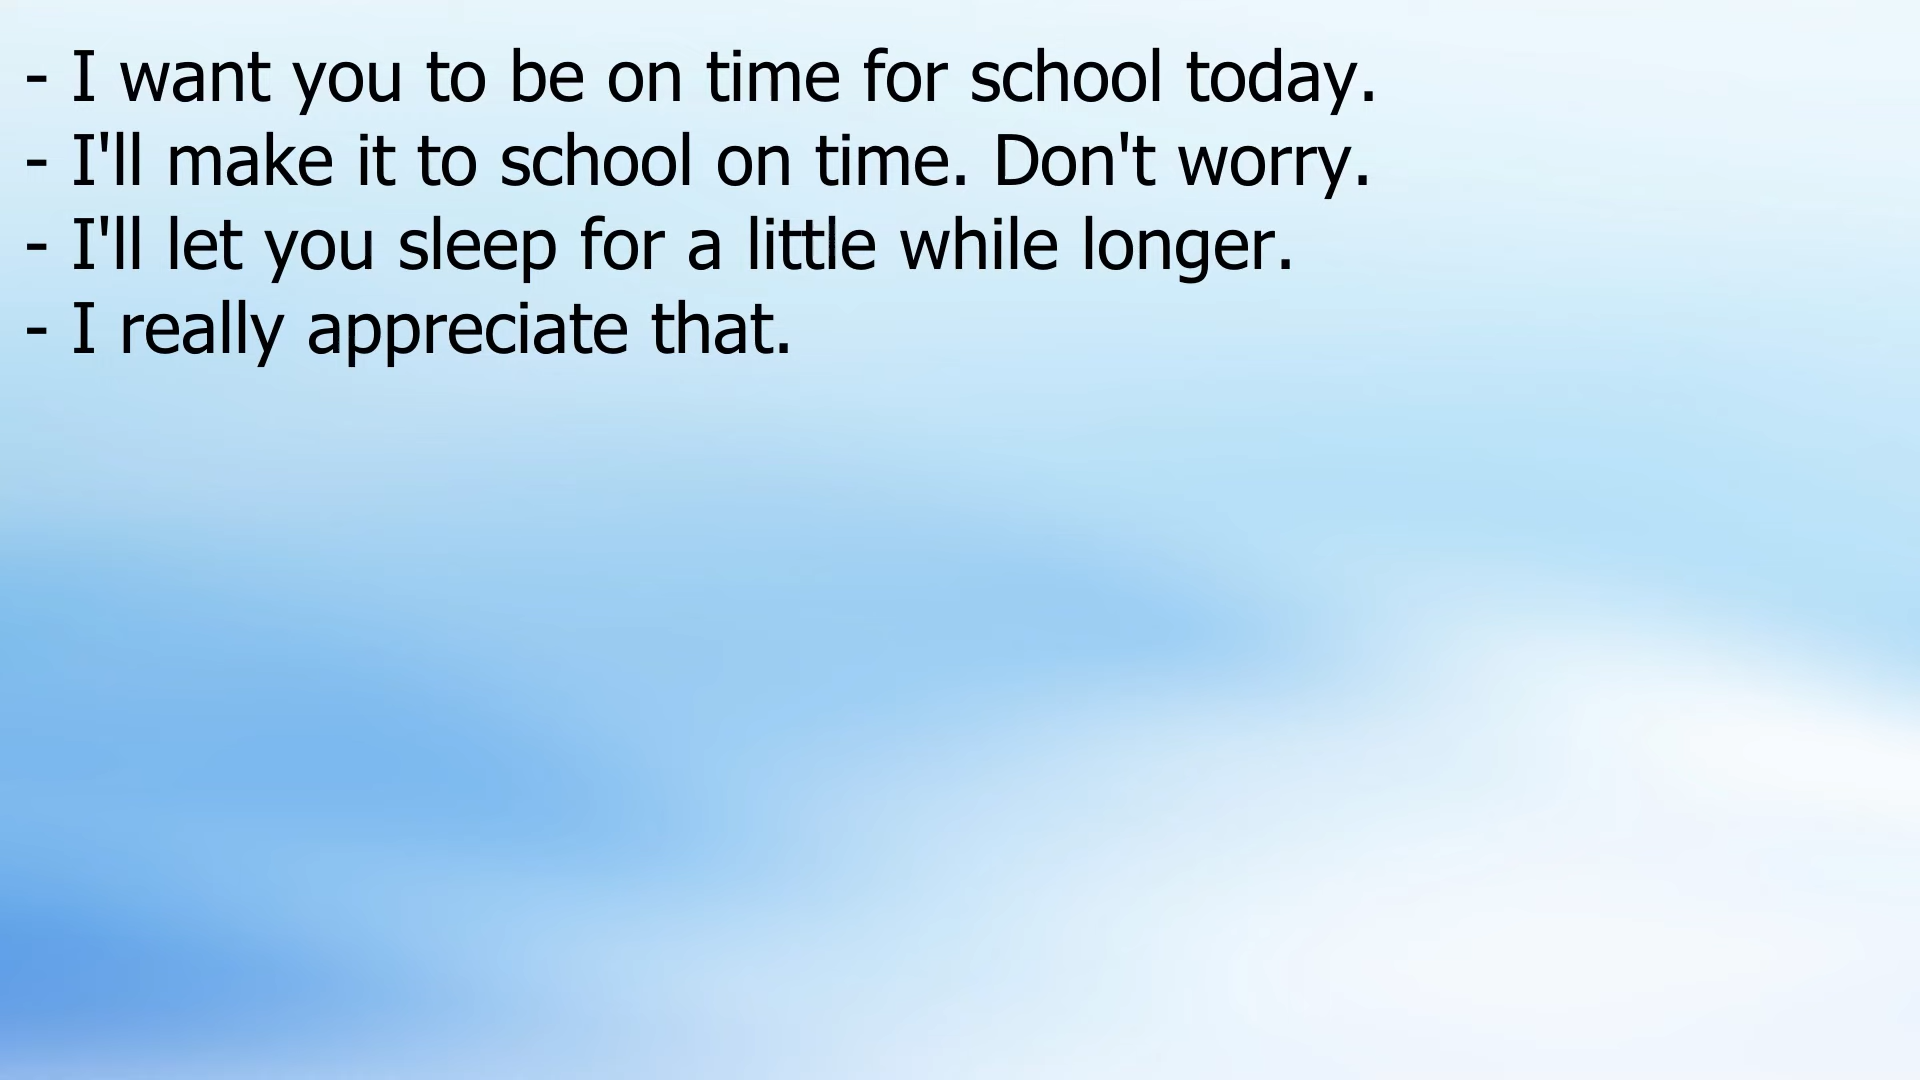 - I want you to be on time for school today.
- I'll make it to school on time. Don't worry.
- I'll let you sleep for a little while longer.
- I really appreciate that.